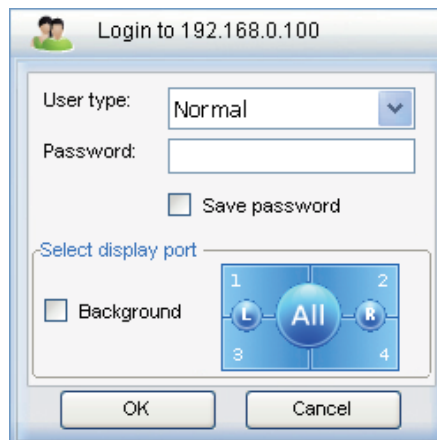 Login to 192.168.0.100
User type: Normal
Password:
Save password
Select display port
1 2
Background L All R
3 4
OK Cancel